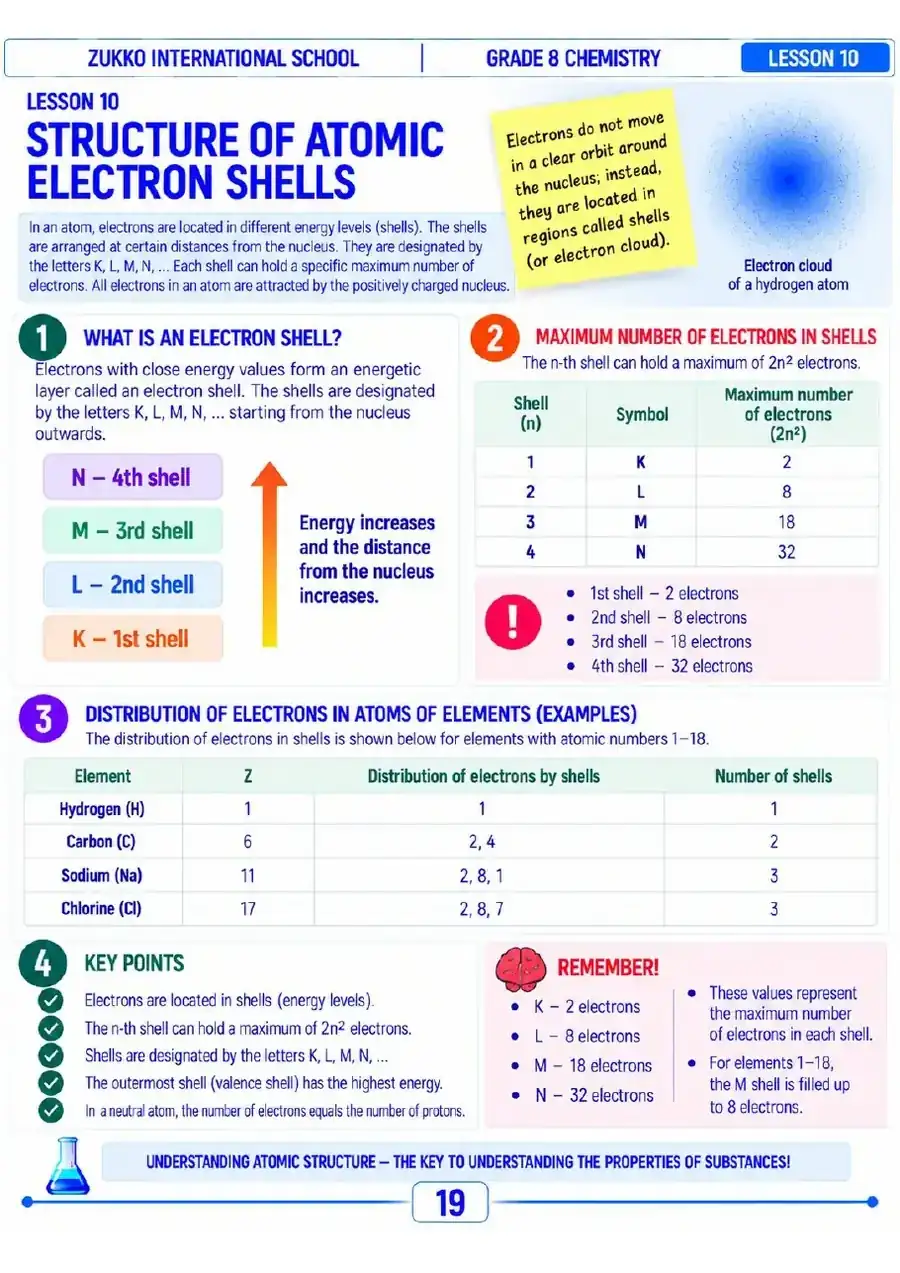 ZUKKO INTERNATIONAL SCHOOL
GRADE 8 CHEMISTRY
LESSON 10
LESSON 10
STRUCTURE OF ATOMIC
ELECTRON SHELLS
In an atom, electrons are located in different energy levels (shells). The shells
are arranged at certain distances from the nucleus. They are designated by
the letters K, L, M, N, ... Each shell can hold a specific maximum number of
electrons. All electrons in an atom are attracted by the positively charged nucleus.
Electrons do not move
in a clear orbit around
the nucleus; instead,
they are located in
regions called shells
(or electron cloud).
Electron cloud
of a hydrogen atom
1 WHAT IS AN ELECTRON SHELL?
Electrons with close energy values form an energetic
layer called an electron shell. The shells are designated
by the letters K, L, M, N, ... starting from the nucleus
outwards.
N – 4th shell
M – 3rd shell
L – 2nd shell
K – 1st shell
Energy increases
and the distance
from the nucleus
increases.
2 MAXIMUM NUMBER OF ELECTRONS IN SHELLS
The n-th shell can hold a maximum of 2n² electrons.
Shell
(n)
Symbol
Maximum number
of electrons
(2n²)
1 K 2
2 L 8
3 M 18
4 N 32
!
• 1st shell – 2 electrons
• 2nd shell – 8 electrons
• 3rd shell – 18 electrons
• 4th shell – 32 electrons
3 DISTRIBUTION OF ELECTRONS IN ATOMS OF ELEMENTS (EXAMPLES)
The distribution of electrons in shells is shown below for elements with atomic numbers 1–18.
Element Z Distribution of electrons by shells Number of shells
Hydrogen (H) 1 1 1
Carbon (C) 6 2, 4 2
Sodium (Na) 11 2, 8, 1 3
Chlorine (Cl) 17 2, 8, 7 3
4 KEY POINTS
Electrons are located in shells (energy levels).
The n-th shell can hold a maximum of 2n² electrons.
Shells are designated by the letters K, L, M, N, ...
The outermost shell (valence shell) has the highest energy.
In a neutral atom, the number of electrons equals the number of protons.
REMEMBER!
• K – 2 electrons
• L – 8 electrons
• M – 18 electrons
• N – 32 electrons
• These values represent
the maximum number
of electrons in each shell.
• For elements 1–18,
the M shell is filled up
to 8 electrons.
UNDERSTANDING ATOMIC STRUCTURE – THE KEY TO UNDERSTANDING THE PROPERTIES OF SUBSTANCES!
19